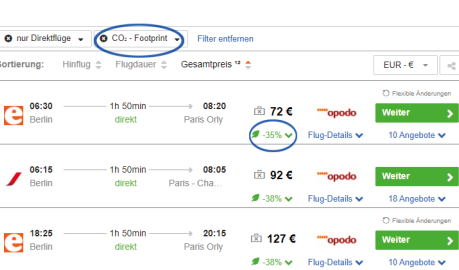 nur Direktflüge CO₂ - Footprint Filter entfernen
Sortierung: Hinflug Flugdauer Gesamtpreis ¹² EUR - €
Flexible Änderungen
06:30 1h 50min 08:20 72 € opodo Weiter
Berlin direkt Paris Orly -35% Flug-Details 10 Angebote
06:15 1h 50min 08:05 92 € opodo Weiter
Berlin direkt Paris - Cha... -38% Flug-Details 18 Angebote
Flexible Änderungen
18:25 1h 50min 20:15 127 € opodo Weiter
Berlin direkt Paris Orly -38% Flug-Details 10 Angebote